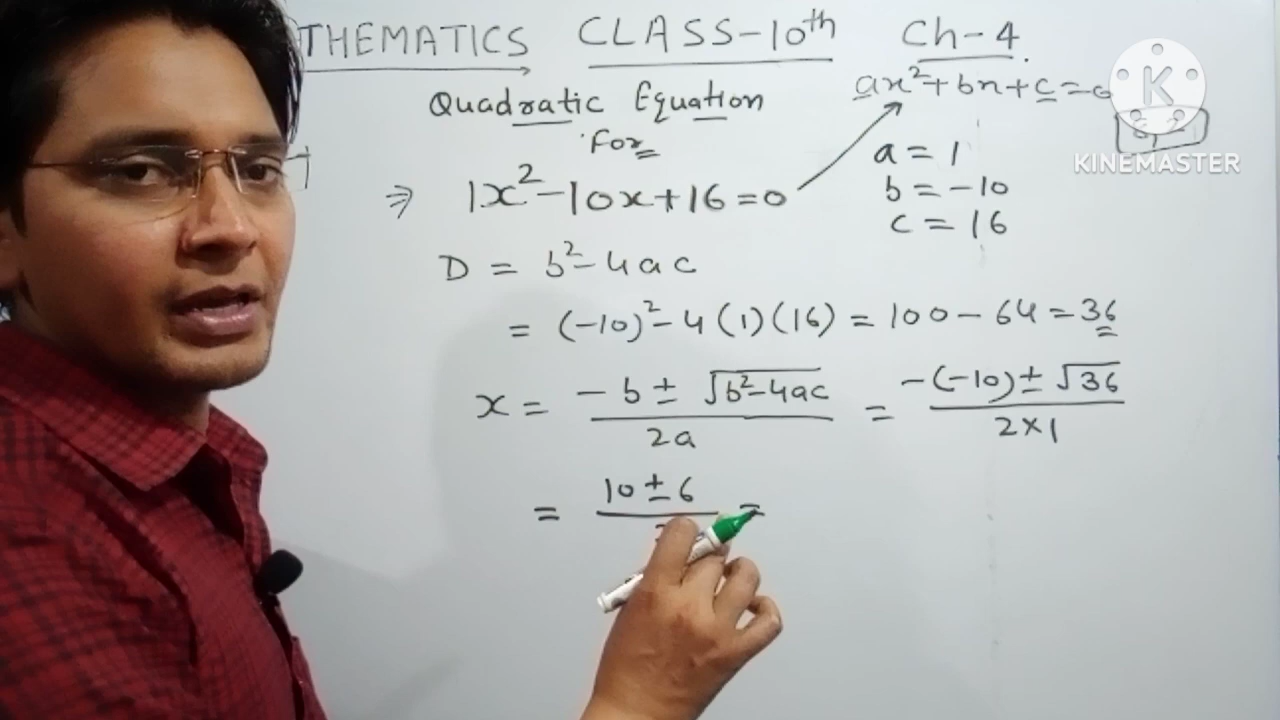 THEMATICS CLASS-10th Ch-4.
Quadratic Equation
ax²+bx+c=0
For
⇒ 1x²-10x+16=0
a = 1
b = -10
c = 16
KINEMASTER
D = b²-4ac
= (-10)²-4(1)(16) = 100-64=36
x = -b ± √b²-4ac / 2a = -(-10)±√36 / 2×1
= 10±6 / =